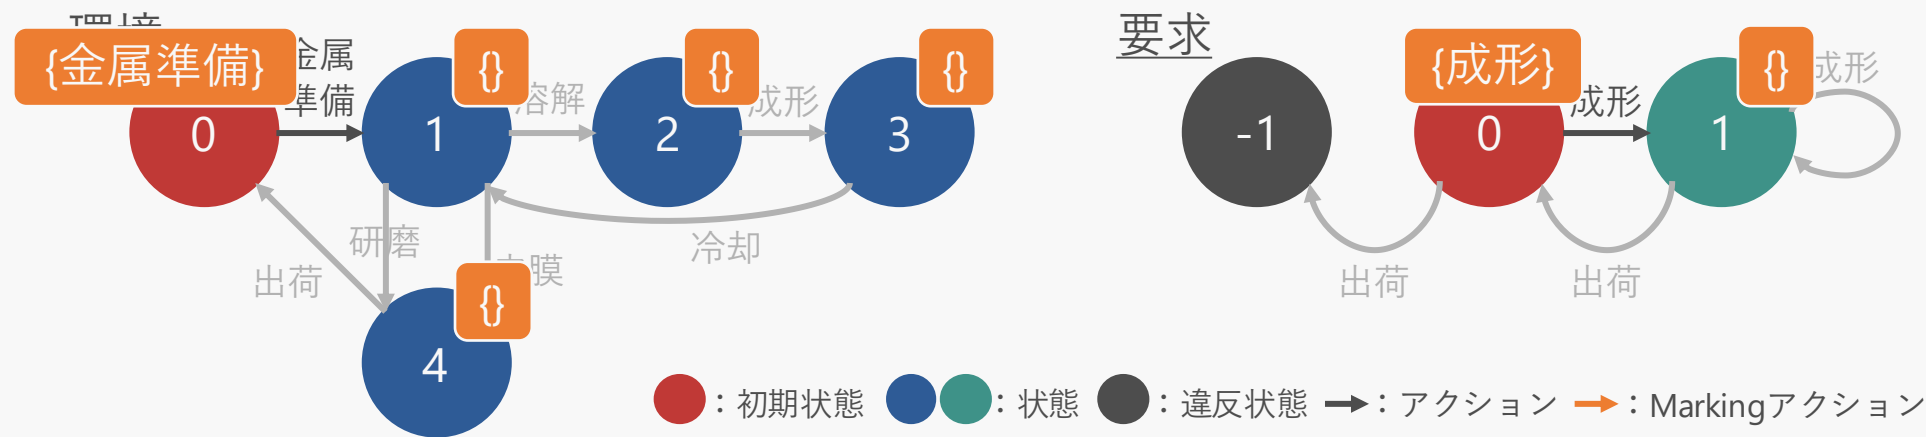 環境
要求
{金属準備}
金属
準備
{}
{}
{}
{成形}
{}
成形
溶解
成形
成形
0
1
2
3
-1
0
1
研磨
膜
冷却
出荷
出荷
出荷
{}
4
：初期状態
：状態
：違反状態
：アクション
：Markingアクション